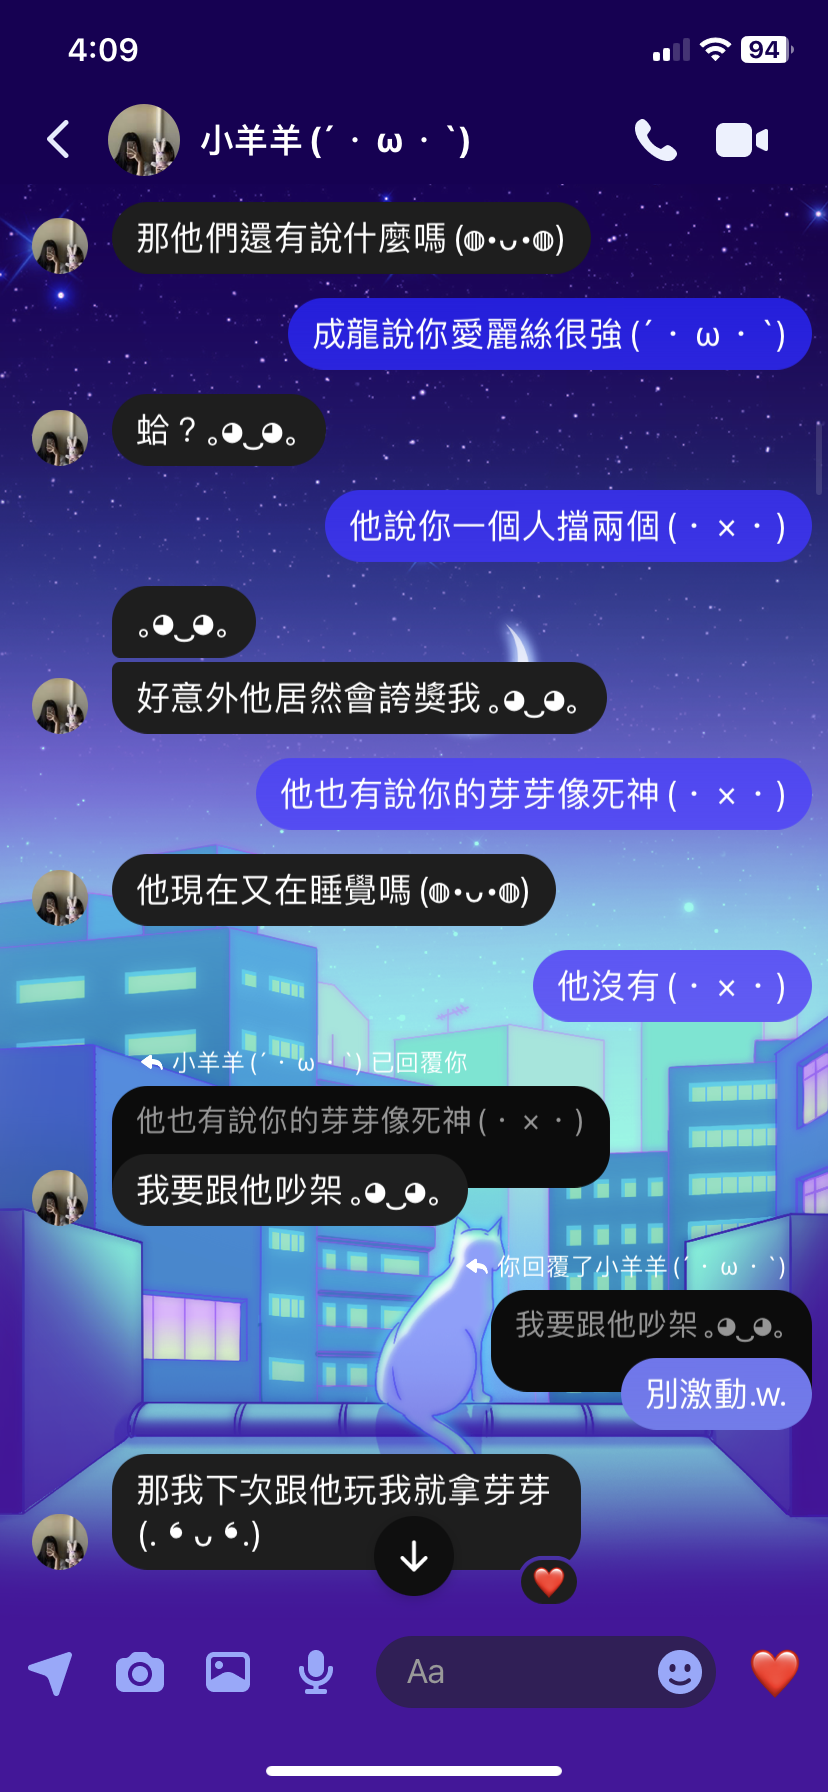 4:09
94
小羊羊 (´・ω・`)
那他們還有說什麼嗎 (◍•ᴗ•◍)
成龍說你愛麗絲很強 (´・ω・`)
蛤？ ｡◕‿◕｡
他說你一個人擋兩個 (・×・)
｡◕‿◕｡
好意外他居然會誇獎我 ｡◕‿◕｡
他也有說你的芽芽像死神 (・×・)
他現在又在睡覺嗎 (◍•ᴗ•◍)
他沒有 (・×・)
小羊羊 (´・ω・`) 已回覆你
他也有說你的芽芽像死神 (・×・)
我要跟他吵架 ｡◕‿◕｡
你回覆了小羊羊 (´・ω・`)
我要跟他吵架 ｡◕‿◕｡
別激動.w.
那我下次跟他玩我就拿芽芽
(. ❛ ᴗ ❛.)
Aa